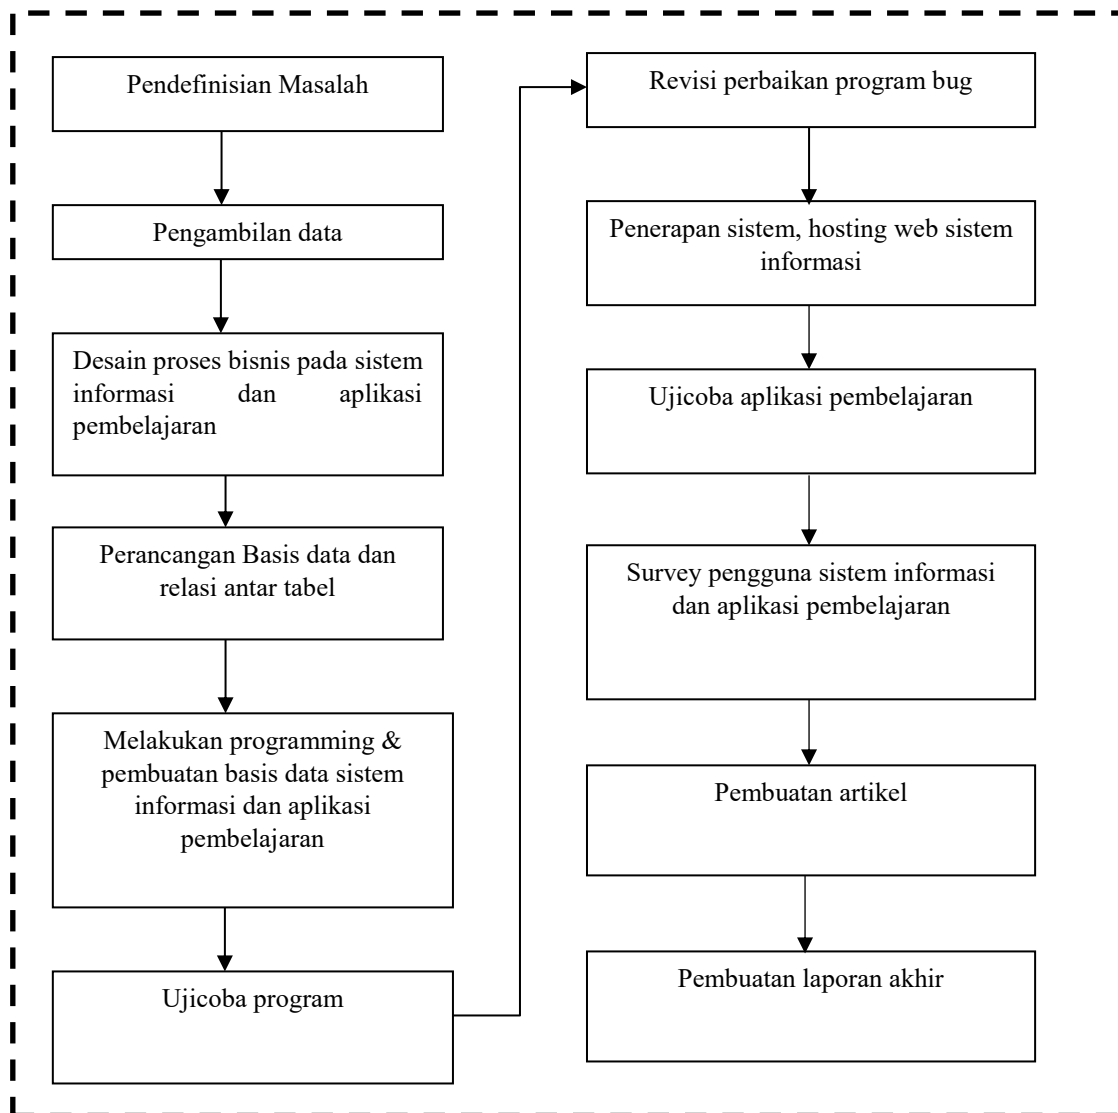 Pendefinisian Masalah
Pengambilan data
Desain proses bisnis pada sistem
informasi dan aplikasi
pembelajaran
Perancangan Basis data dan
relasi antar tabel
Melakukan programming &
pembuatan basis data sistem
informasi dan aplikasi
pembelajaran
Ujicoba program
Revisi perbaikan program bug
Penerapan sistem, hosting web sistem
informasi
Ujicoba aplikasi pembelajaran
Survey pengguna sistem informasi
dan aplikasi pembelajaran
Pembuatan artikel
Pembuatan laporan akhir